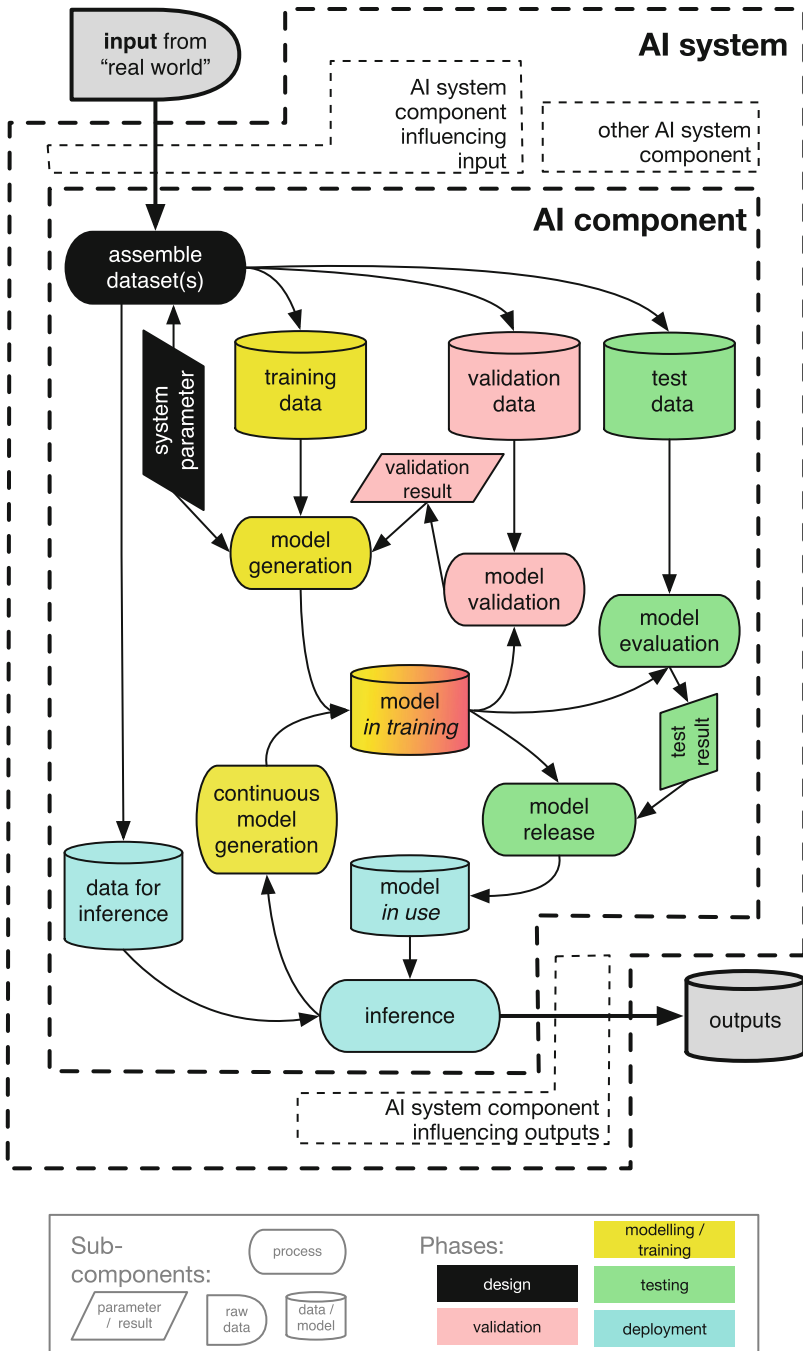 input from
“real world”
AI system
AI system
component
influencing
input
other AI system
component
AI component
assemble
dataset(s)
system
parameter
training
data
validation
data
test
data
validation
result
model
generation
model
validation
model
evaluation
model
in training
test
result
continuous
model
generation
model
release
data for
inference
model
in use
inference
outputs
AI system component
influencing outputs
Sub-
components:
process
parameter
/ result
raw
data
data /
model
Phases:
modelling /
training
design
testing
validation
deployment